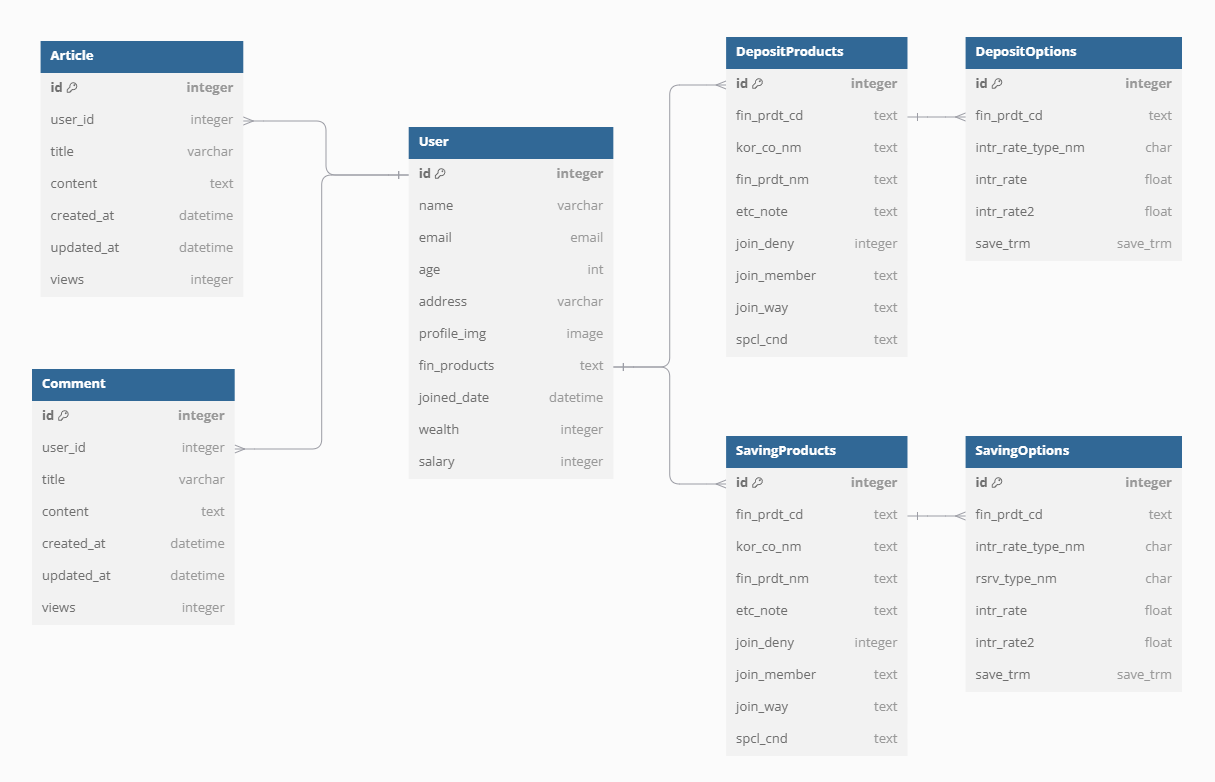 Article
id integer
user_id integer
title varchar
content text
created_at datetime
updated_at datetime
views integer
Comment
id integer
user_id integer
title varchar
content text
created_at datetime
updated_at datetime
views integer
User
id integer
name varchar
email email
age int
address varchar
profile_img image
fin_products text
joined_date datetime
wealth integer
salary integer
DepositProducts
id integer
fin_prdt_cd text
kor_co_nm text
fin_prdt_nm text
etc_note text
join_deny integer
join_member text
join_way text
spcl_cnd text
DepositOptions
id integer
fin_prdt_cd text
intr_rate_type_nm char
intr_rate float
intr_rate2 float
save_trm save_trm
SavingProducts
id integer
fin_prdt_cd text
kor_co_nm text
fin_prdt_nm text
etc_note text
join_deny integer
join_member text
join_way text
spcl_cnd text
SavingOptions
id integer
fin_prdt_cd text
intr_rate_type_nm char
rsrv_type_nm char
intr_rate float
intr_rate2 float
save_trm save_trm